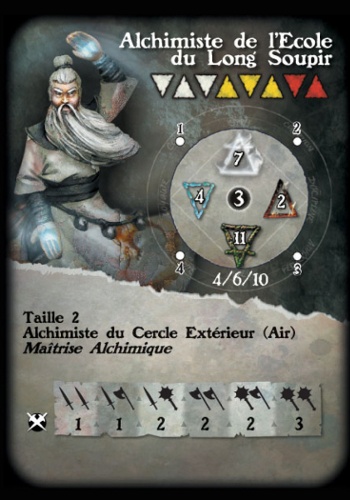 Alchimiste de l'Ecole
du Long Soupir
1 2
7
4 3 2
11
4 3
4/6/10
Taille 2
Alchimiste du Cercle Extérieur (Air)
Maîtrise Alchimique
1 1 2 2 2 3